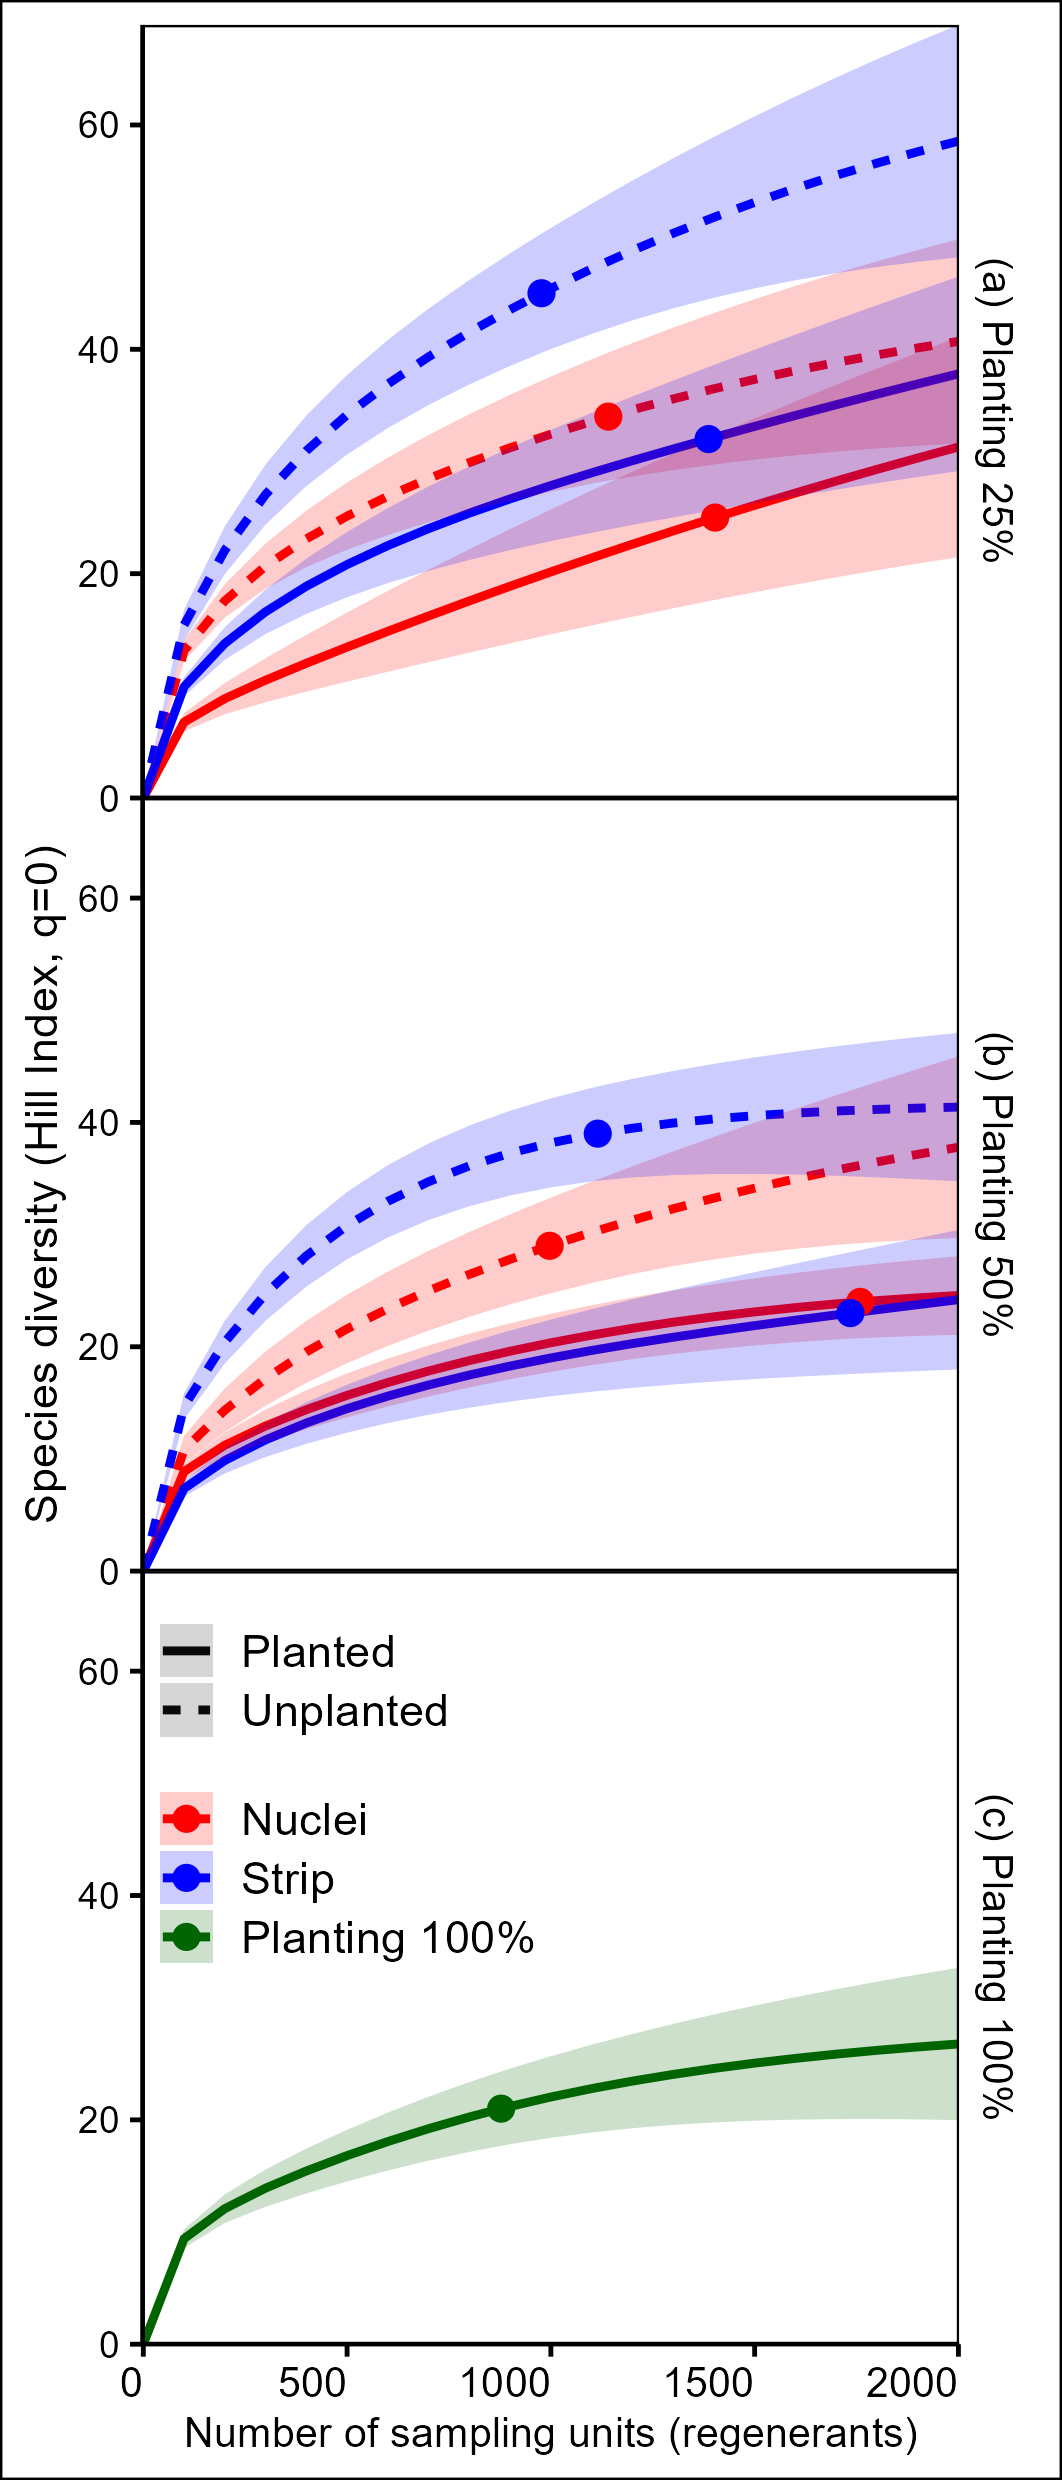 60
40
20
0
(a) Planting 25%
Species diversity (Hill Index, q=0)
60
40
20
0
(b) Planting 50%
Planted
Unplanted
Nuclei
Strip
Planting 100%
60
40
20
0
(c) Planting 100%
0 500 1000 1500 2000
Number of sampling units (regenerants)